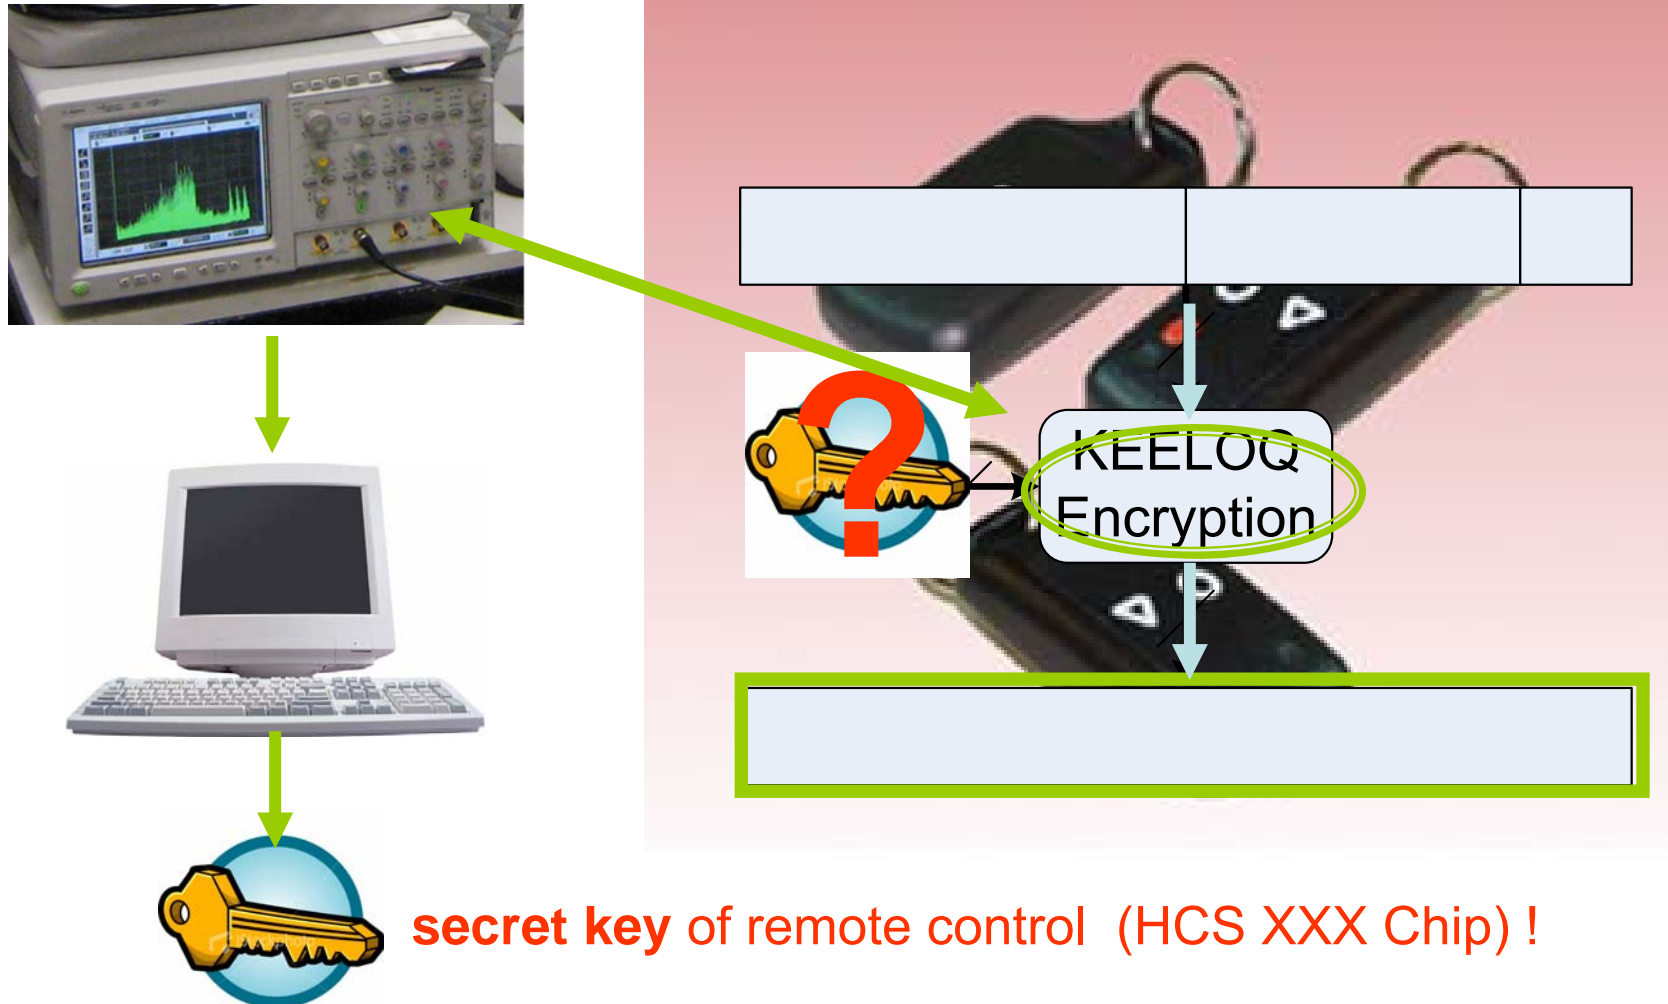 KEELOQ
Encryption
?
secret key of remote control (HCS XXX Chip) !